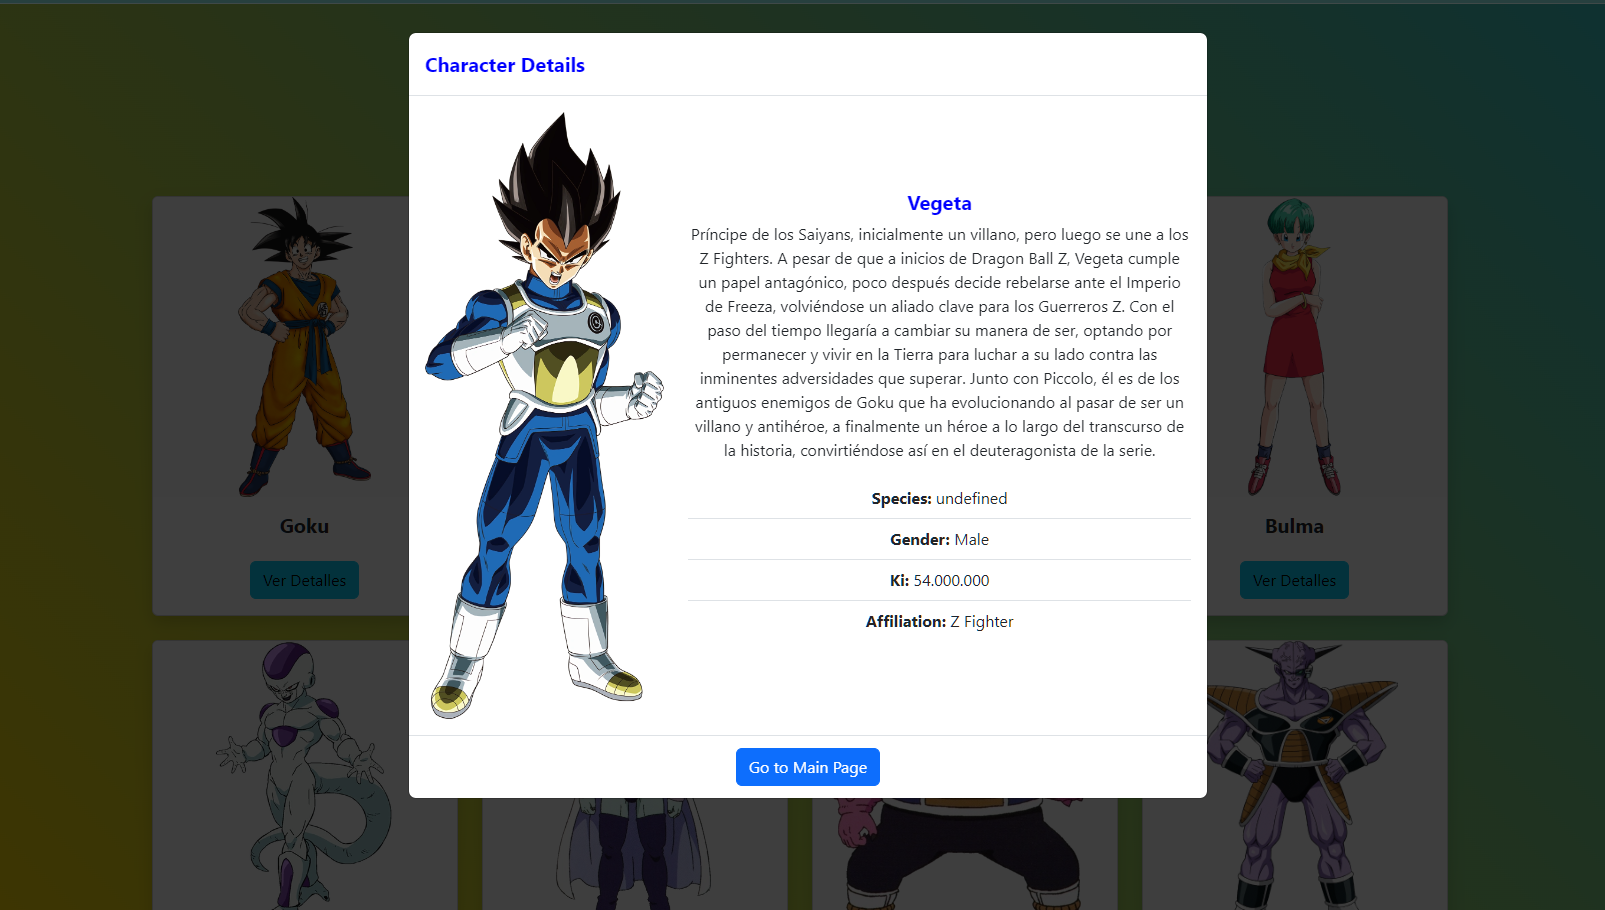 Character Details
Vegeta
Príncipe de los Saiyans, inicialmente un villano, pero luego se une a los
Z Fighters. A pesar de que a inicios de Dragon Ball Z, Vegeta cumple
un papel antagónico, poco después decide rebelarse ante el Imperio
de Freeza, volviéndose un aliado clave para los Guerreros Z. Con el
paso del tiempo llegaría a cambiar su manera de ser, optando por
permanecer y vivir en la Tierra para luchar a su lado contra las
inminentes adversidades que superar. Junto con Piccolo, él es de los
antiguos enemigos de Goku que ha evolucionando al pasar de ser un
villano y antihéroe, a finalmente un héroe a lo largo del transcurso de
la historia, convirtiéndose así en el deuteragonista de la serie.
Species: undefined
Gender: Male
Ki: 54.000.000
Affiliation: Z Fighter
Go to Main Page
Goku
Ver Detalles
Bulma
Ver Detalles